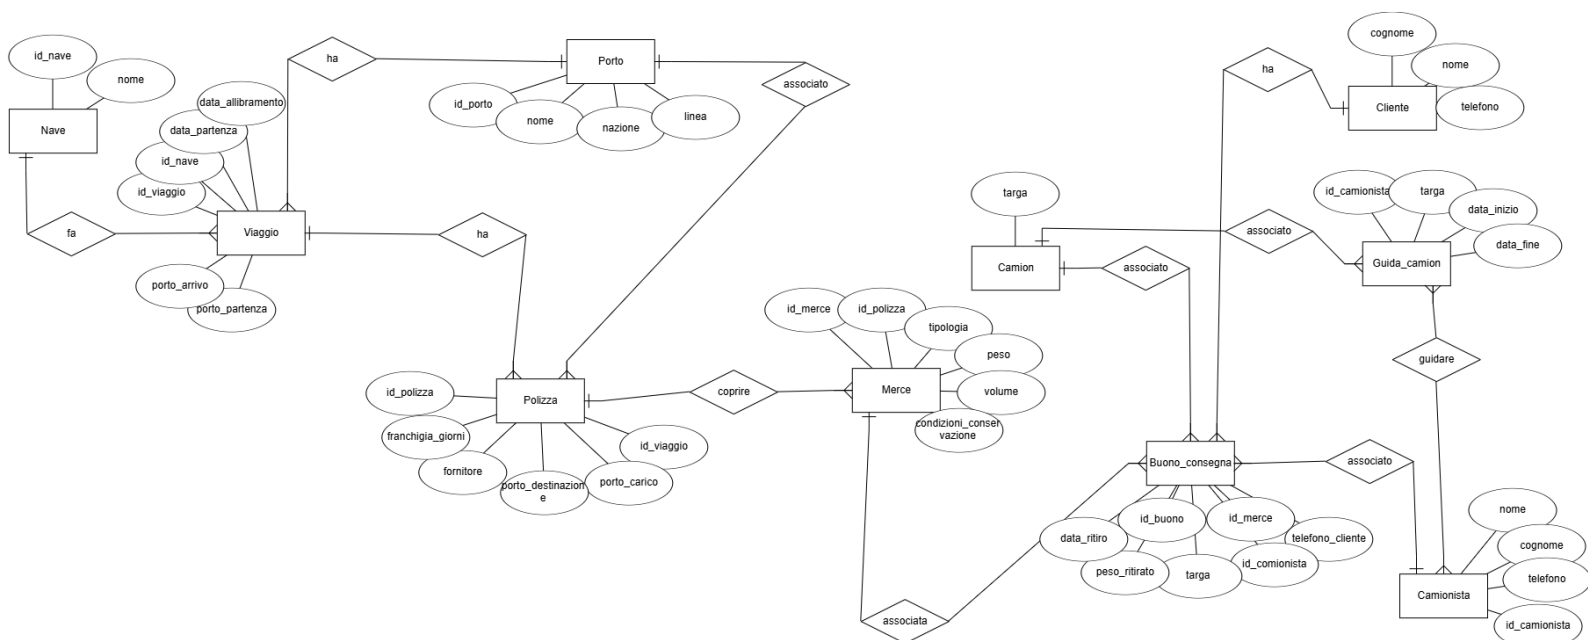 id_nave
nome
Nave
data_allibramento
data_partenza
id_nave
id_viaggio
Viaggio
porto_arrivo
porto_partenza
fa
ha
Porto
id_porto
nome
nazione
linea
associato
ha
Polizza
id_polizza
franchigia_giorni
fornitore
porto_destinazion
e
porto_carico
id_viaggio
coprire
Merce
id_merce
id_polizza
tipologia
peso
volume
condizioni_conser
vazione
associata
targa
Camion
associato
associato
ha
cognome
nome
Cliente
telefono
id_camionista
targa
data_inizio
data_fine
Guida_camion
guidare
Buono_consegna
data_ritiro
id_buono
id_merce
telefono_cliente
peso_ritirato
targa
id_comionista
associato
nome
cognome
telefono
Camionista
id_camionista